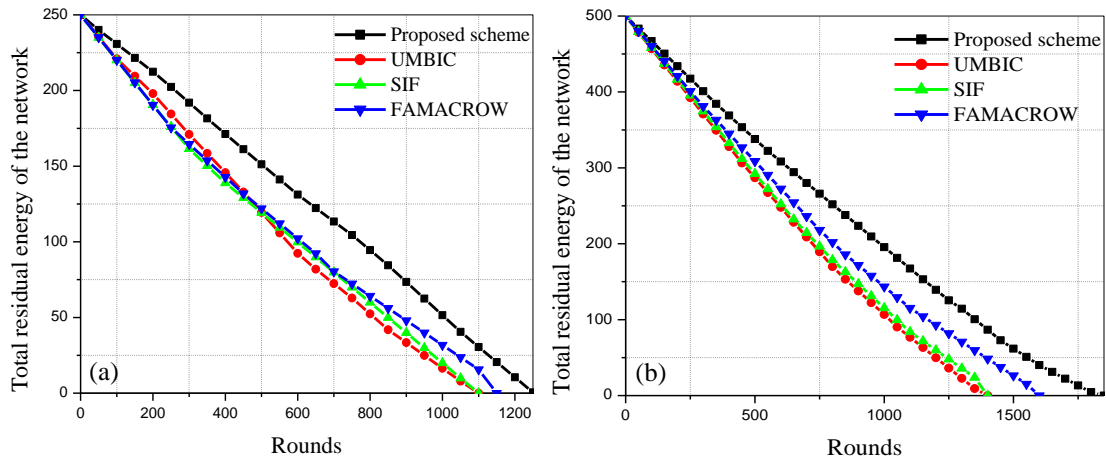 250
200
150
100
50
0
Total residual energy of the network
Proposed scheme
UMBIC
SIF
FAMACROW
(a)
0 200 400 600 800 1000 1200
Rounds
500
400
300
200
100
0
Total residual energy of the network
Proposed scheme
UMBIC
SIF
FAMACROW
(b)
0 500 1000 1500
Rounds